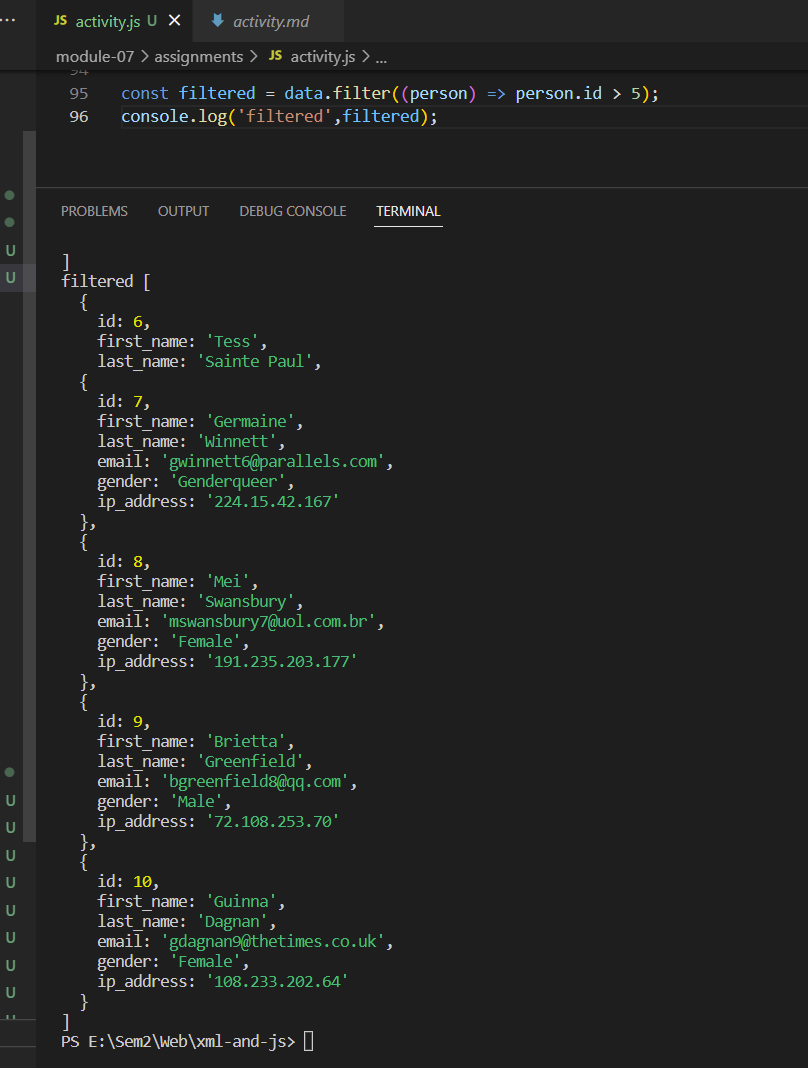 ...
JS activity.js U ×
activity.md
module-07 > assignments > JS activity.js > ...
94
95 const filtered = data.filter((person) => person.id > 5);
96 console.log('filtered',filtered);
PROBLEMS OUTPUT DEBUG CONSOLE TERMINAL
]
filtered [
{
id: 6,
first_name: 'Tess',
last_name: 'Sainte Paul',
{
id: 7,
first_name: 'Germaine',
last_name: 'Winnett',
email: 'gwinnett6@parallels.com',
gender: 'Genderqueer',
ip_address: '224.15.42.167'
},
{
id: 8,
first_name: 'Mei',
last_name: 'Swansbury',
email: 'mswansbury7@uol.com.br',
gender: 'Female',
ip_address: '191.235.203.177'
},
{
id: 9,
first_name: 'Brietta',
last_name: 'Greenfield',
email: 'bgreenfield8@qq.com',
gender: 'Male',
ip_address: '72.108.253.70'
},
{
id: 10,
first_name: 'Guinna',
last_name: 'Dagnan',
email: 'gdagnan9@thetimes.co.uk',
gender: 'Female',
ip_address: '108.233.202.64'
}
]
PS E:\Sem2\Web\xml-and-js>
U
U
U
U
U
U
U
U
U
U
U